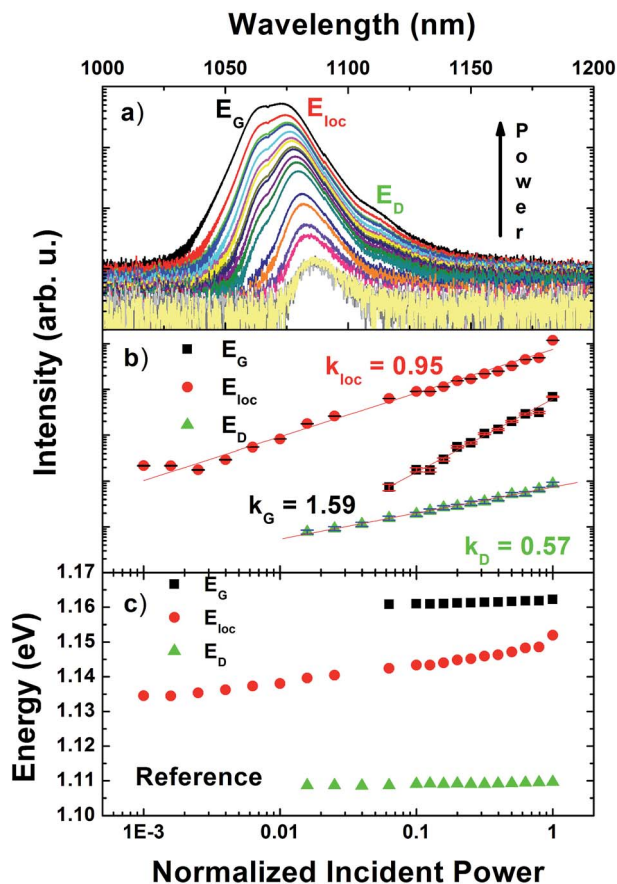 Wavelength (nm)
1000 1050 1100 1150 1200
a)
E_G
E_loc
E_D
Power
Intensity (arb. u.)
b)
E_G
E_loc
E_D
k_loc = 0.95
k_G = 1.59
k_D = 0.57
c)
E_G
E_loc
E_D
Energy (eV)
1.17
1.16
1.15
1.14
1.13
1.12
1.11
1.10
Reference
1E-3 0.01 0.1 1
Normalized Incident Power